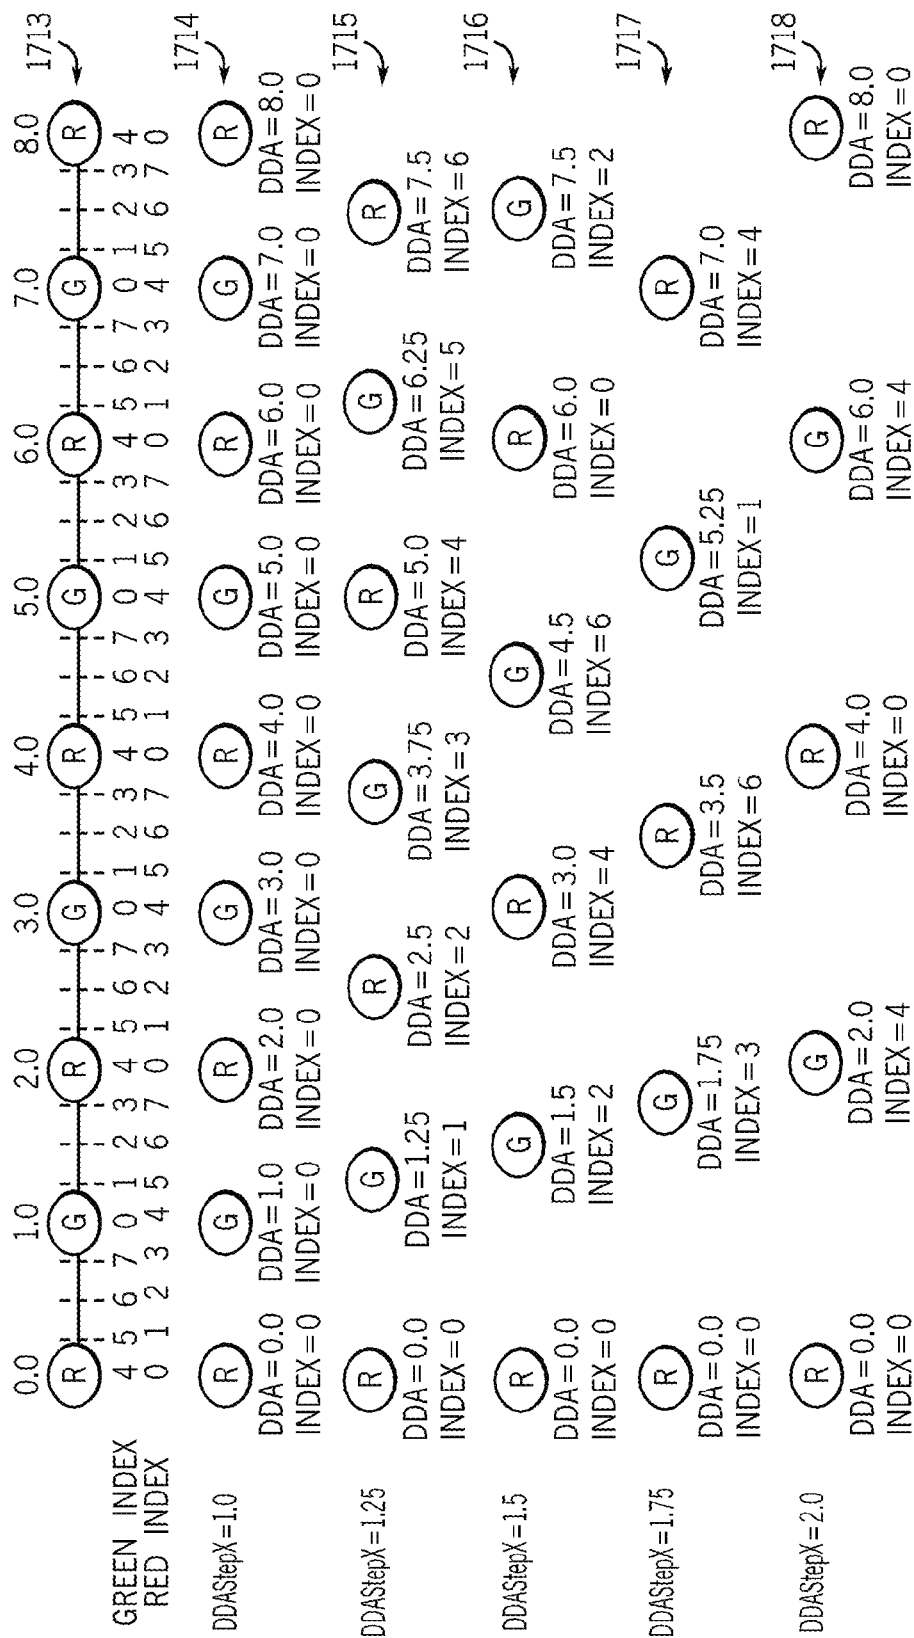 0.0 1.0 2.0 3.0 4.0 5.0 6.0 7.0 8.0 1713
R G R G R G R G R
GREEN INDEX 4 5 6 7 0 1 2 3 4 5 6 7 0 1 2 3 4 5 6 7 0 1 2 3 4 5 6 7 0 1 2 3 4
RED INDEX 0 1 2 3 4 5 6 7 0 1 2 3 4 5 6 7 0 1 2 3 4 5 6 7 0 1 2 3 4 5 6 7 0
1714
DDAStepX = 1.0 R G R G R G R G R
DDA = 0.0 DDA = 1.0 DDA = 2.0 DDA = 3.0 DDA = 4.0 DDA = 5.0 DDA = 6.0 DDA = 7.0 DDA = 8.0
INDEX = 0 INDEX = 0 INDEX = 0 INDEX = 0 INDEX = 0 INDEX = 0 INDEX = 0 INDEX = 0 INDEX = 0
1715
DDAStepX = 1.25 R G R G R G R
DDA = 0.0 DDA = 1.25 DDA = 2.5 DDA = 3.75 DDA = 5.0 DDA = 6.25 DDA = 7.5
INDEX = 0 INDEX = 1 INDEX = 2 INDEX = 3 INDEX = 4 INDEX = 5 INDEX = 6
1716
DDAStepX = 1.5 R G R G R G
DDA = 0.0 DDA = 1.5 DDA = 3.0 DDA = 4.5 DDA = 6.0 DDA = 7.5
INDEX = 0 INDEX = 2 INDEX = 4 INDEX = 6 INDEX = 0 INDEX = 2
1717
DDAStepX = 1.75 R G R G R
DDA = 0.0 DDA = 1.75 DDA = 3.5 DDA = 5.25 DDA = 7.0
INDEX = 0 INDEX = 3 INDEX = 6 INDEX = 1 INDEX = 4
1718
DDAStepX = 2.0 R G R G R
DDA = 0.0 DDA = 2.0 DDA = 4.0 DDA = 6.0 DDA = 8.0
INDEX = 0 INDEX = 4 INDEX = 0 INDEX = 4 INDEX = 0